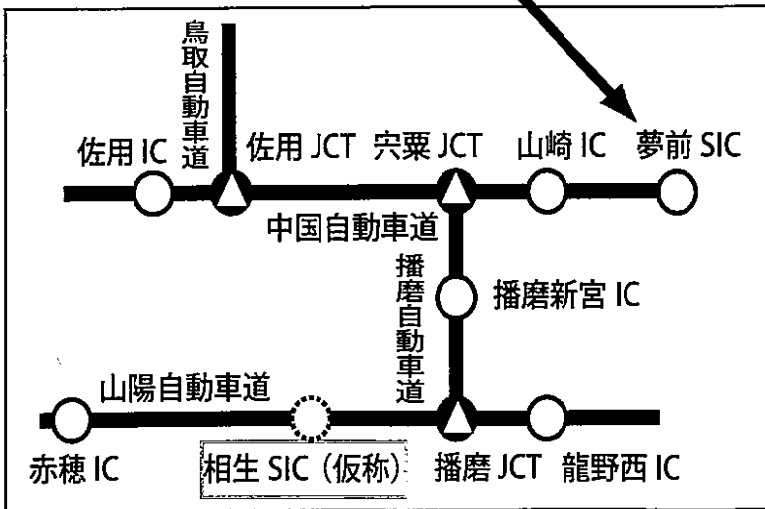 鳥取自動車道
佐用 IC
佐用 JCT
宍粟 JCT
山崎 IC
夢前 SIC
中国自動車道
播磨自動車道
播磨新宮 IC
山陽自動車道
赤穂 IC
相生 SIC（仮称）
播磨 JCT
龍野西 IC